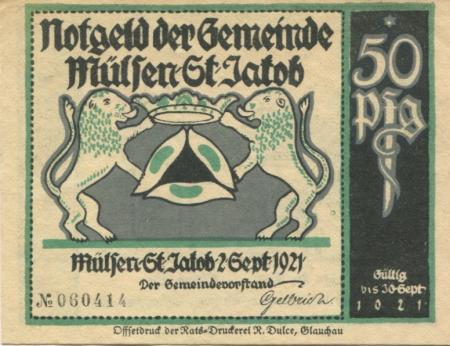 Notgeld der Gemeinde
Mülsen-St. Jakob
50
Pfg
Mülsen-St. Jakob 2 Sept 1921
Der Gemeindevorstand
Gelbrich.
№ 060414
Gültig
bis 30 Sept
1921
Offsetdruck der Rats-Druckerei R. Dulce, Glauchau